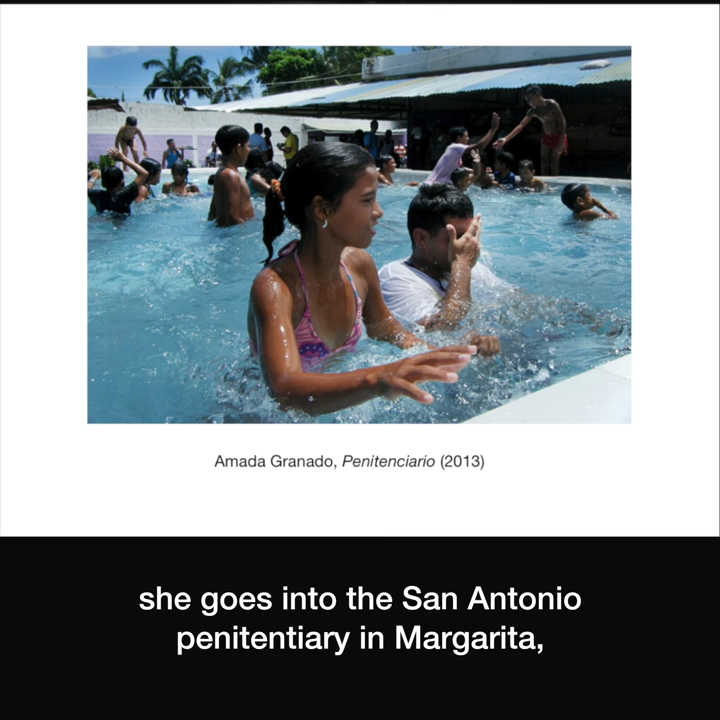 Amada Granado, Penitenciario (2013)
she goes into the San Antonio
penitentiary in Margarita,